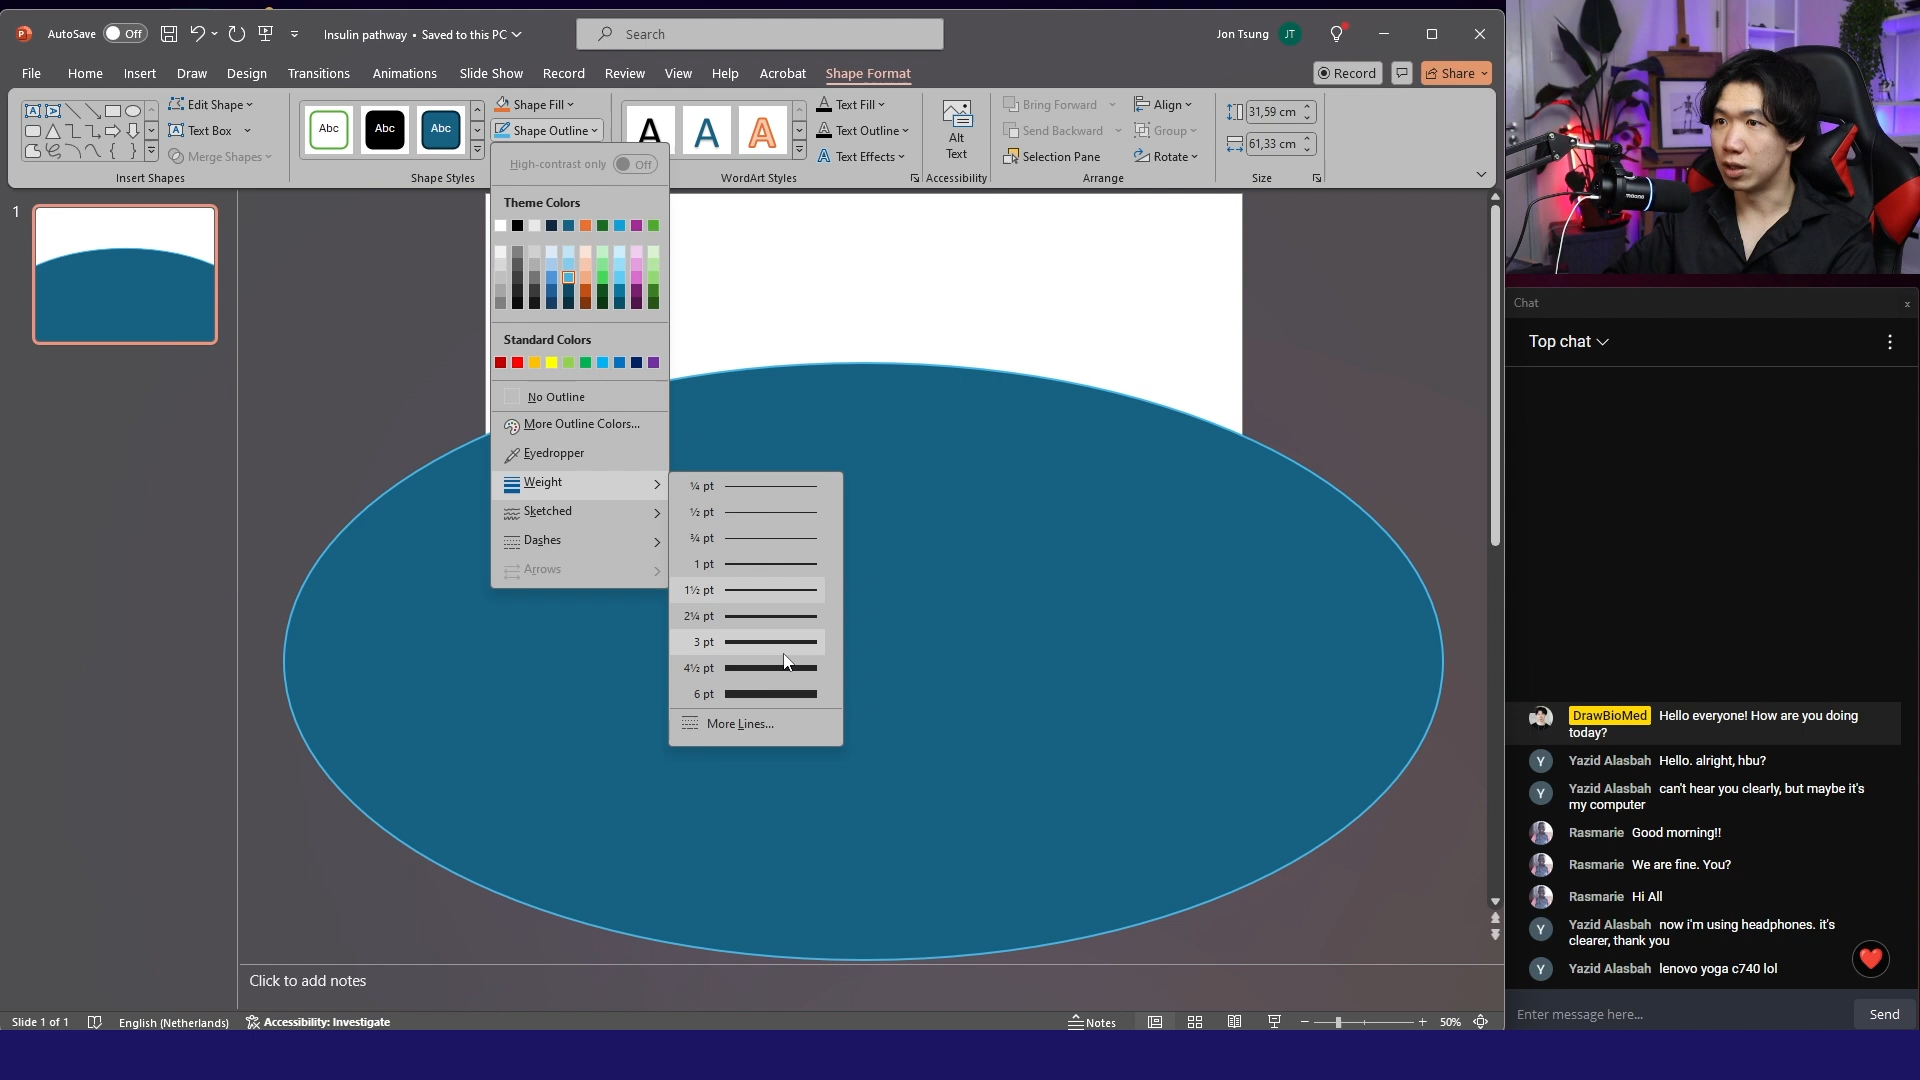 AutoSave Off Insulin pathway • Saved to this PC Search Jon Tsung JT
File Home Insert Draw Design Transitions Animations Slide Show Record Review View Help Acrobat Shape Format Record Share
Edit Shape
Text Box
Merge Shapes
Insert Shapes
Abc Abc Abc
Shape Fill
Shape Outline
Shape Styles
A A A
Text Fill
Text Outline
Text Effects
WordArt Styles
Alt
Text
Accessibility
Bring Forward
Send Backward
Selection Pane
Align
Group
Rotate
Arrange
31,59 cm
61,33 cm
Size
High-contrast only Off
Theme Colors
Standard Colors
No Outline
More Outline Colors...
Eyedropper
Weight
Sketched
Dashes
Arrows
¼ pt
½ pt
¾ pt
1 pt
1½ pt
2¼ pt
3 pt
4½ pt
6 pt
More Lines...
1
Click to add notes
Slide 1 of 1 English (Netherlands) Accessibility: Investigate Notes 50%
Chat x
Top chat
DrawBioMed Hello everyone! How are you doing
today?
Y Yazid Alasbah Hello. alright, hbu?
Y Yazid Alasbah can't hear you clearly, but maybe it's
my computer
Rasmarie Good morning!!
Rasmarie We are fine. You?
Rasmarie Hi All
Y Yazid Alasbah now i'm using headphones. it's
clearer, thank you
Y Yazid Alasbah lenovo yoga c740 lol
Enter message here... Send